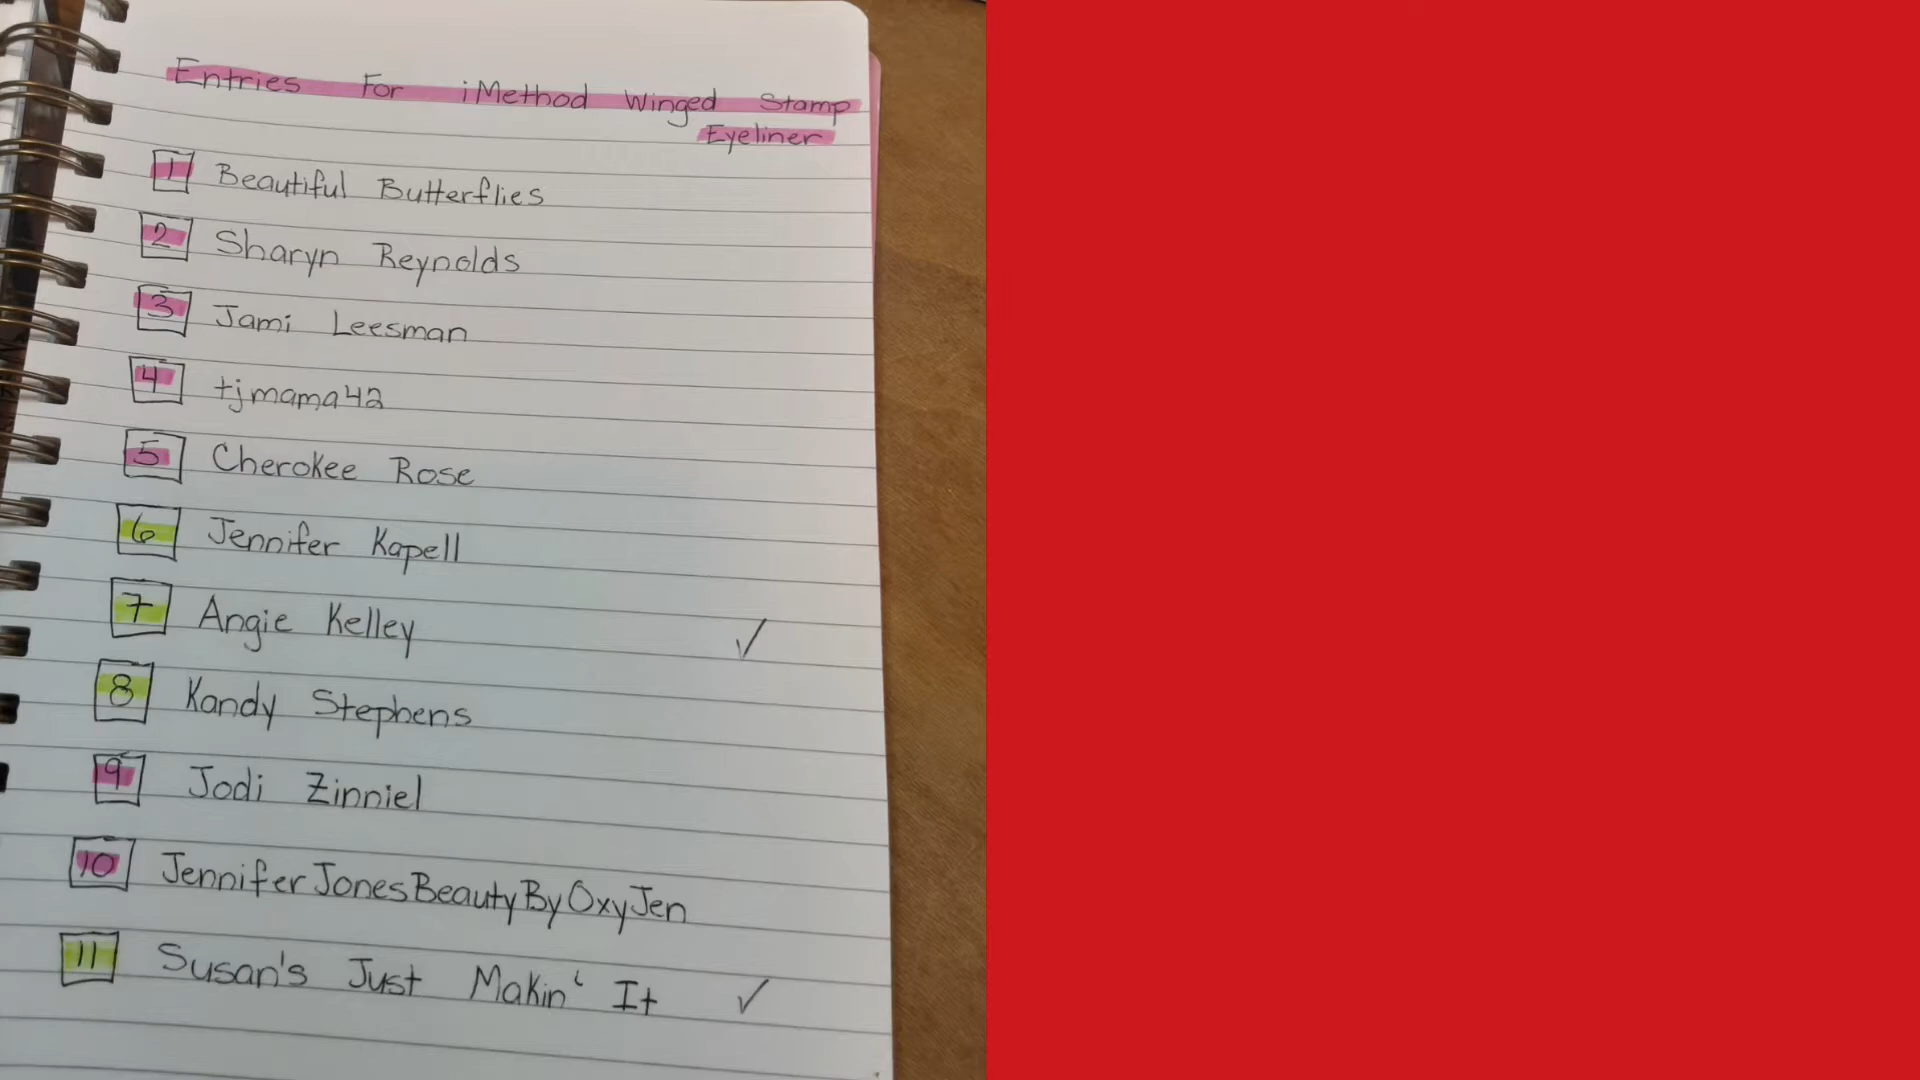 Entries For iMethod Winged Stamp
Eyeliner
1 Beautiful Butterflies
2 Sharyn Reynolds
3 Jami Leesman
4 tjmama42
5 Cherokee Rose
6 Jennifer Kapell
7 Angie Kelley ✓
8 Kandy Stephens
9 Jodi Zinniel
10 JenniferJonesBeautyByOxyJen
11 Susan's Just Makin' It ✓